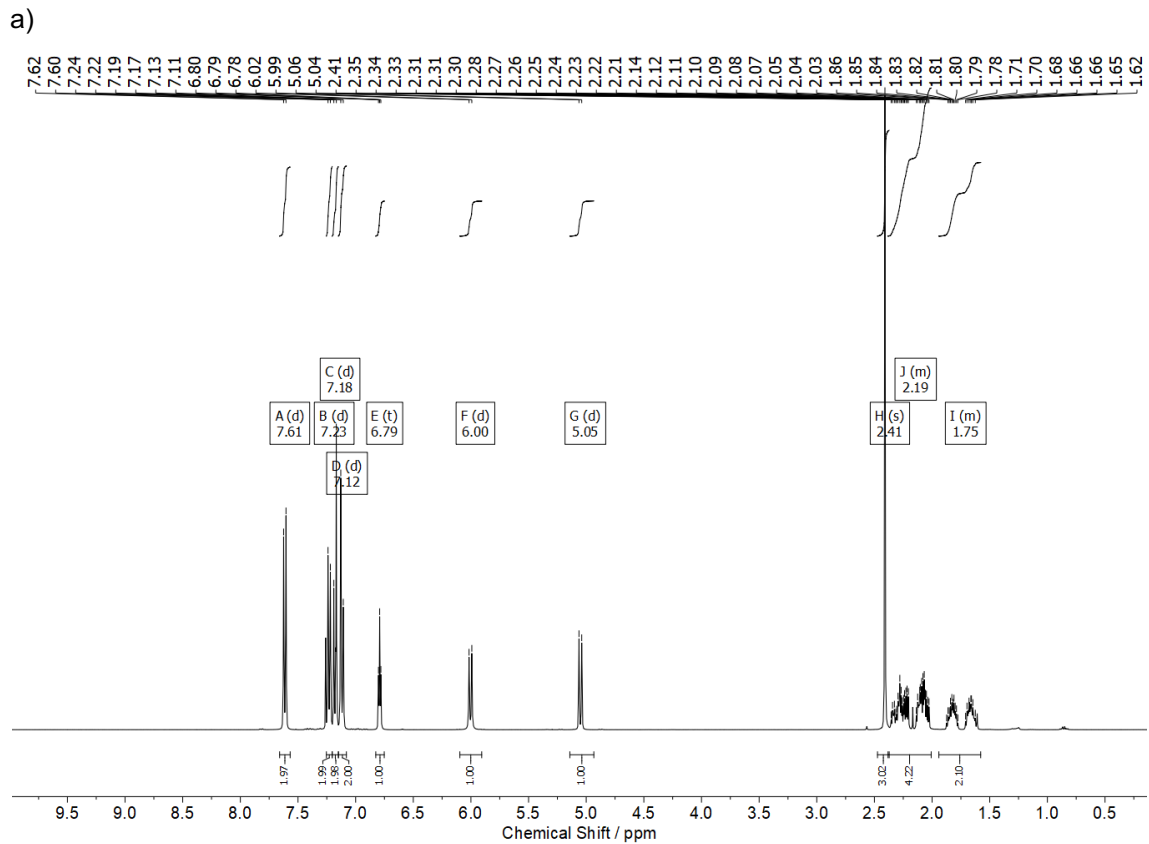 a)
7.62 7.60 7.24 7.22 7.19 7.17 7.13 7.11 6.80 6.79 6.78 6.02 5.99 5.06 5.04 2.41 2.35 2.34 2.33 2.31 2.31 2.30 2.28 2.27 2.26 2.25 2.24 2.23 2.22 2.21 2.14 2.12 2.11 2.10 2.09 2.08 2.07 2.05 2.04 2.03 1.86 1.85 1.84 1.83 1.82 1.81 1.80 1.79 1.78 1.71 1.70 1.68 1.66 1.66 1.65 1.62
C (d)
7.18
J (m)
2.19
A (d)
7.61
B (d)
7.23
E (t)
6.79
F (d)
6.00
G (d)
5.05
H (s)
2.41
I (m)
1.75
D (d)
7.12
1.97 1.99 1.98 2.00 1.00 1.00 1.00 3.02 4.22 2.10
9.5 9.0 8.5 8.0 7.5 7.0 6.5 6.0 5.5 5.0 4.5 4.0 3.5 3.0 2.5 2.0 1.5 1.0 0.5
Chemical Shift / ppm